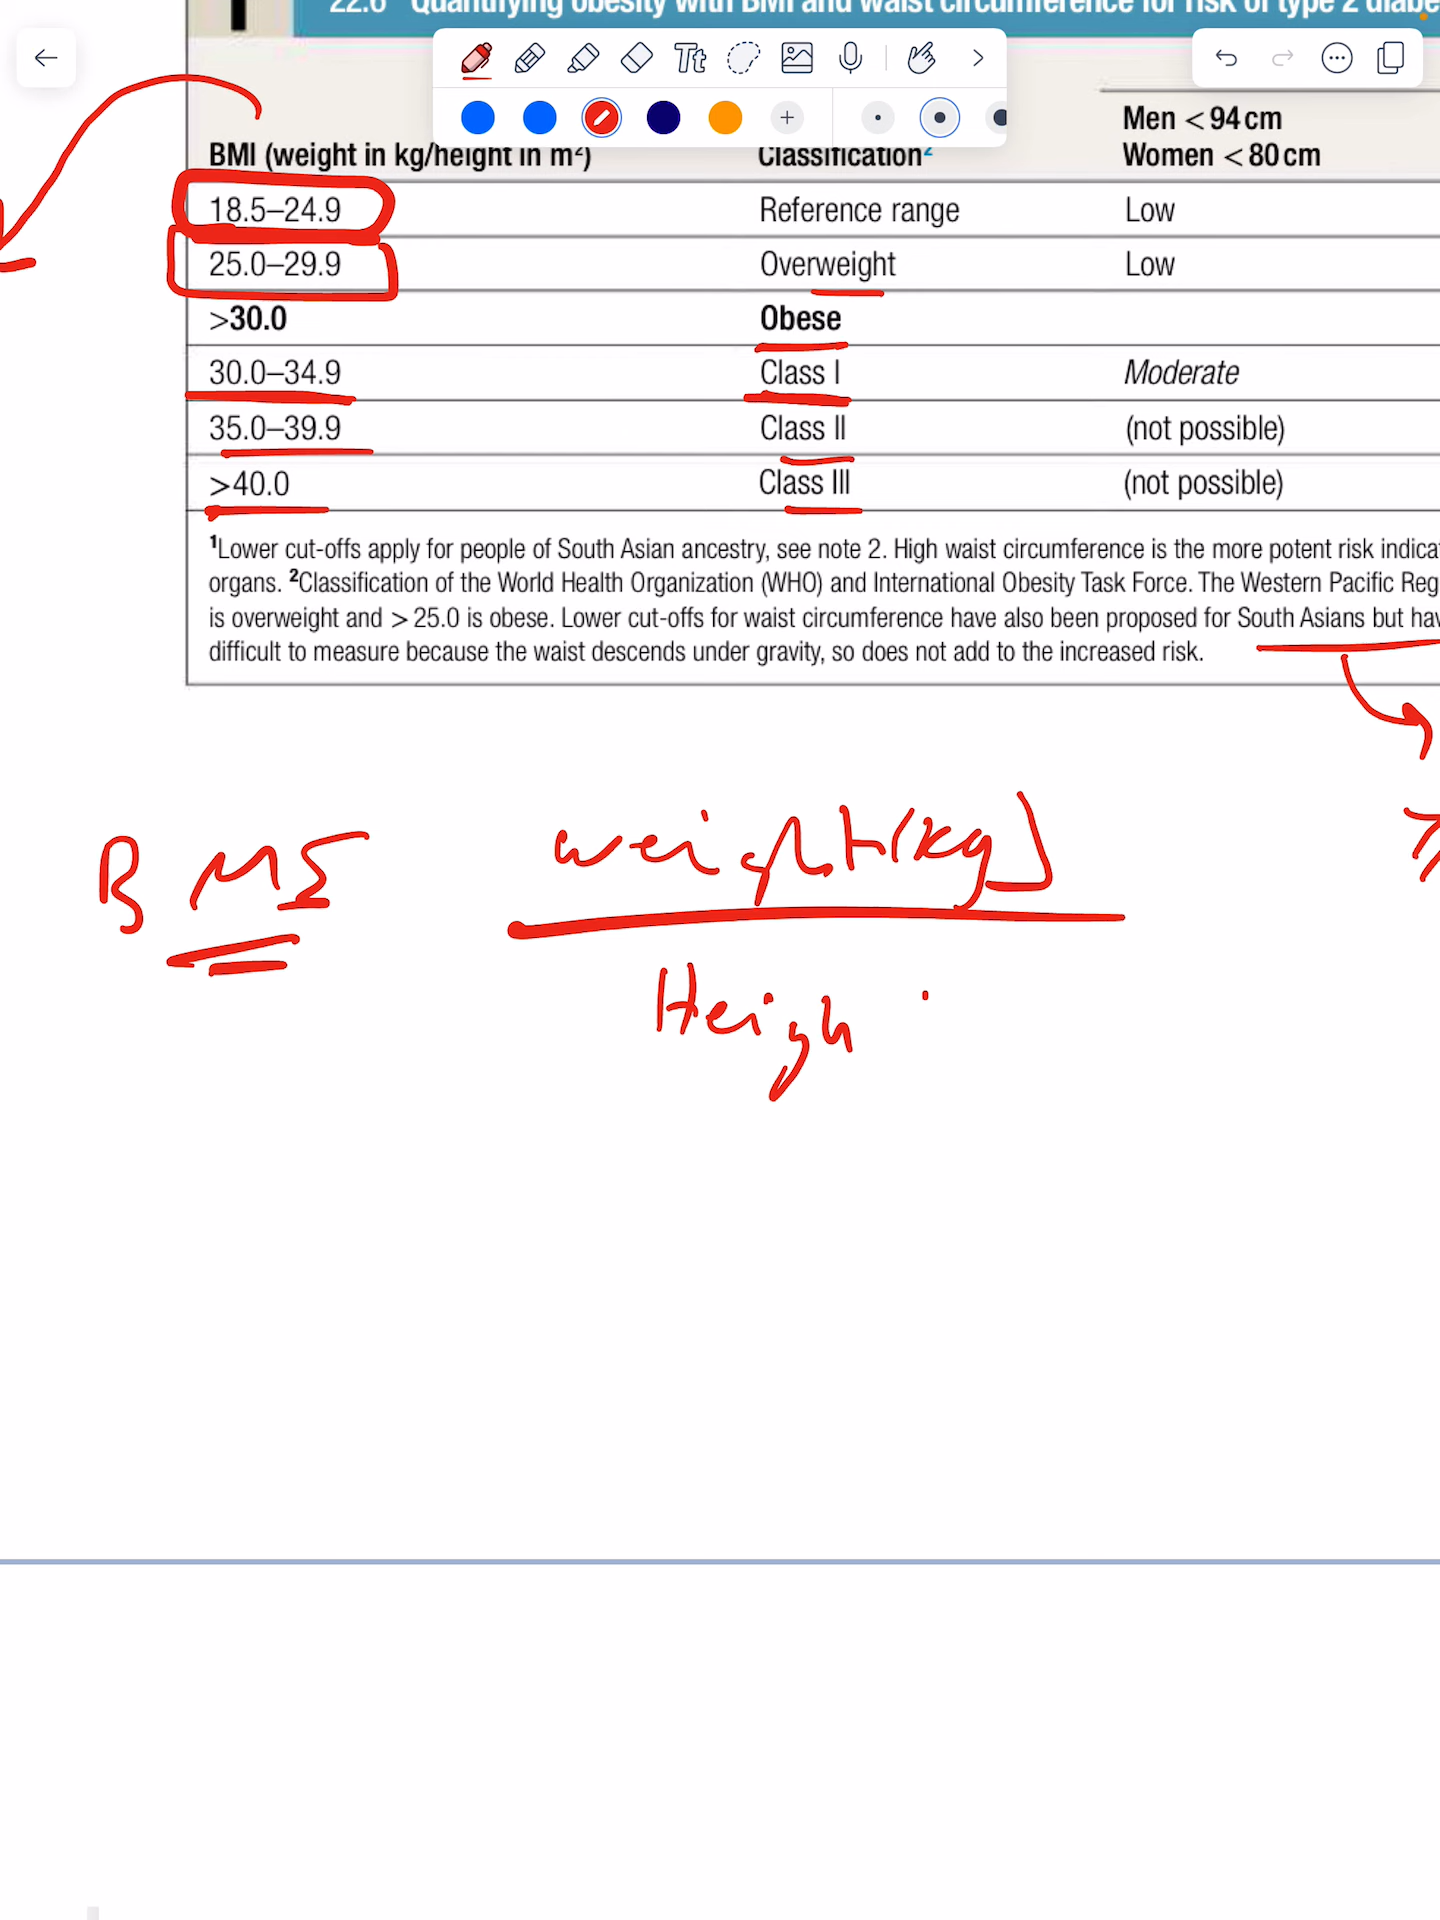 22.6 Quantifying obesity with BMI and waist circumference for risk of type 2
Tt
Men < 94 cm
BMI (weight in kg/height in m²) Classification² Women < 80 cm
18.5–24.9 Reference range Low
25.0–29.9 Overweight Low
>30.0 Obese
30.0–34.9 Class I Moderate
35.0–39.9 Class II (not possible)
>40.0 Class III (not possible)
¹Lower cut-offs apply for people of South Asian ancestry, see note 2. High waist circumference is the more potent risk
organs. ²Classification of the World Health Organization (WHO) and International Obesity Task Force. The Western Pacific
is overweight and > 25.0 is obese. Lower cut-offs for waist circumference have also been proposed for South Asians but
difficult to measure because the waist descends under gravity, so does not add to the increased risk.
BMI weight(kg)
Heigh